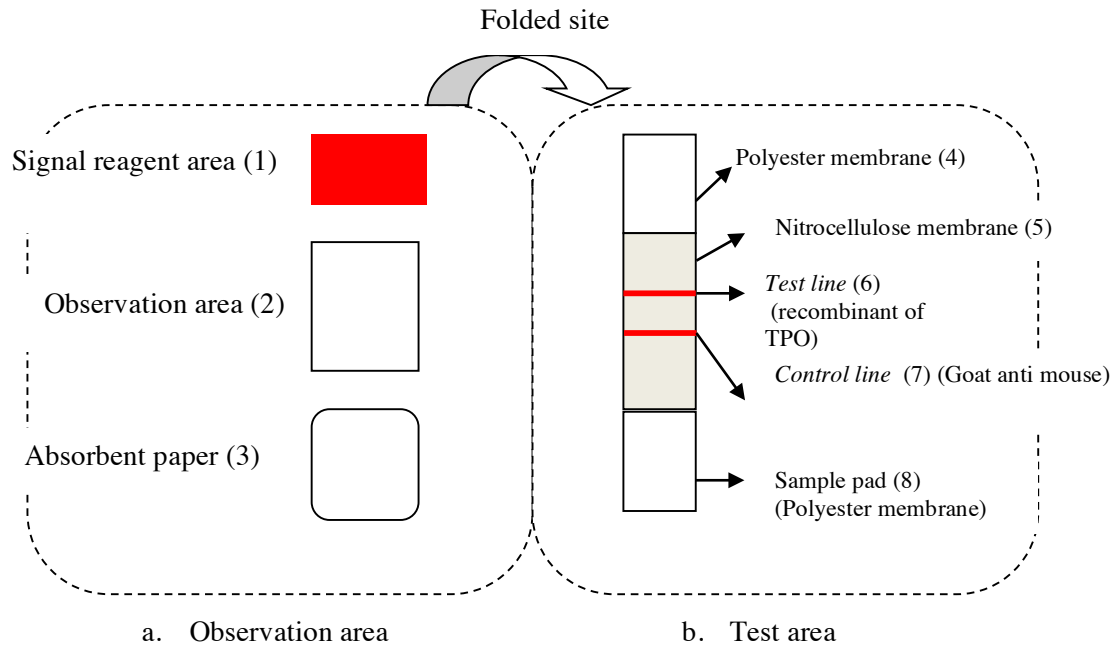 Folded site
Signal reagent area (1)
Observation area (2)
Absorbent paper (3)
Polyester membrane (4)
Nitrocellulose membrane (5)
Test line (6)
(recombinant of
TPO)
Control line (7) (Goat anti mouse)
Sample pad (8)
(Polyester membrane)
a. Observation area
b. Test area